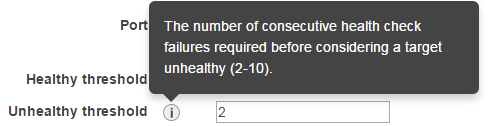 Port
The number of consecutive health check
failures required before considering a target
unhealthy (2-10).
Healthy threshold
Unhealthy threshold i 2